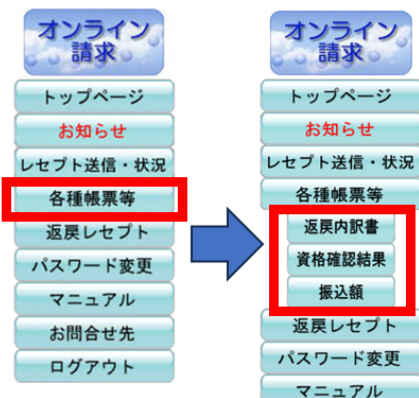 オンライン
請求
トップページ
お知らせ
レセプト送信・状況
各種帳票等
返戻レセプト
パスワード変更
マニュアル
お問合せ先
ログアウト
オンライン
請求
トップページ
お知らせ
レセプト送信・状況
各種帳票等
返戻内訳書
資格確認結果
振込額
返戻レセプト
パスワード変更
マニュアル